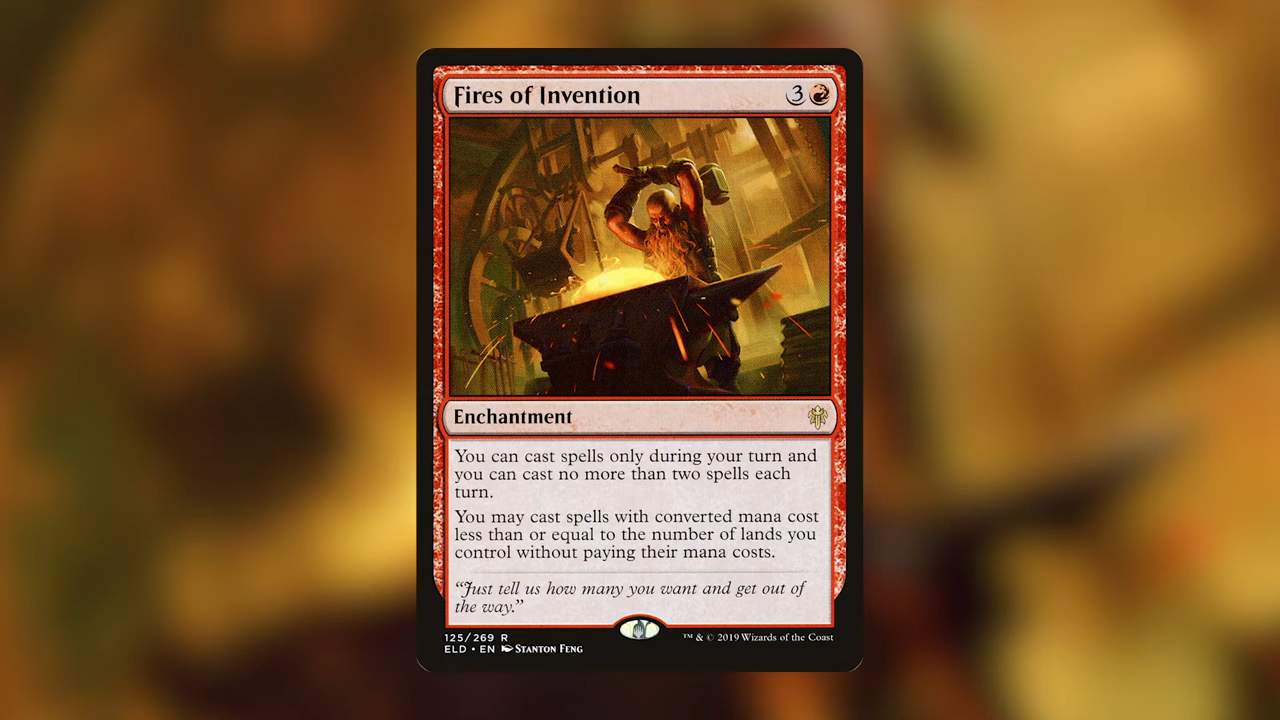 Fires of Invention 3
Enchantment
You can cast spells only during your turn and
you can cast no more than two spells each
turn.
You may cast spells with converted mana cost
less than or equal to the number of lands you
control without paying their mana costs.
“Just tell us how many you want and get out of
the way.”
125/269 R ™ & © 2019 Wizards of the Coast
ELD • EN Stanton Feng